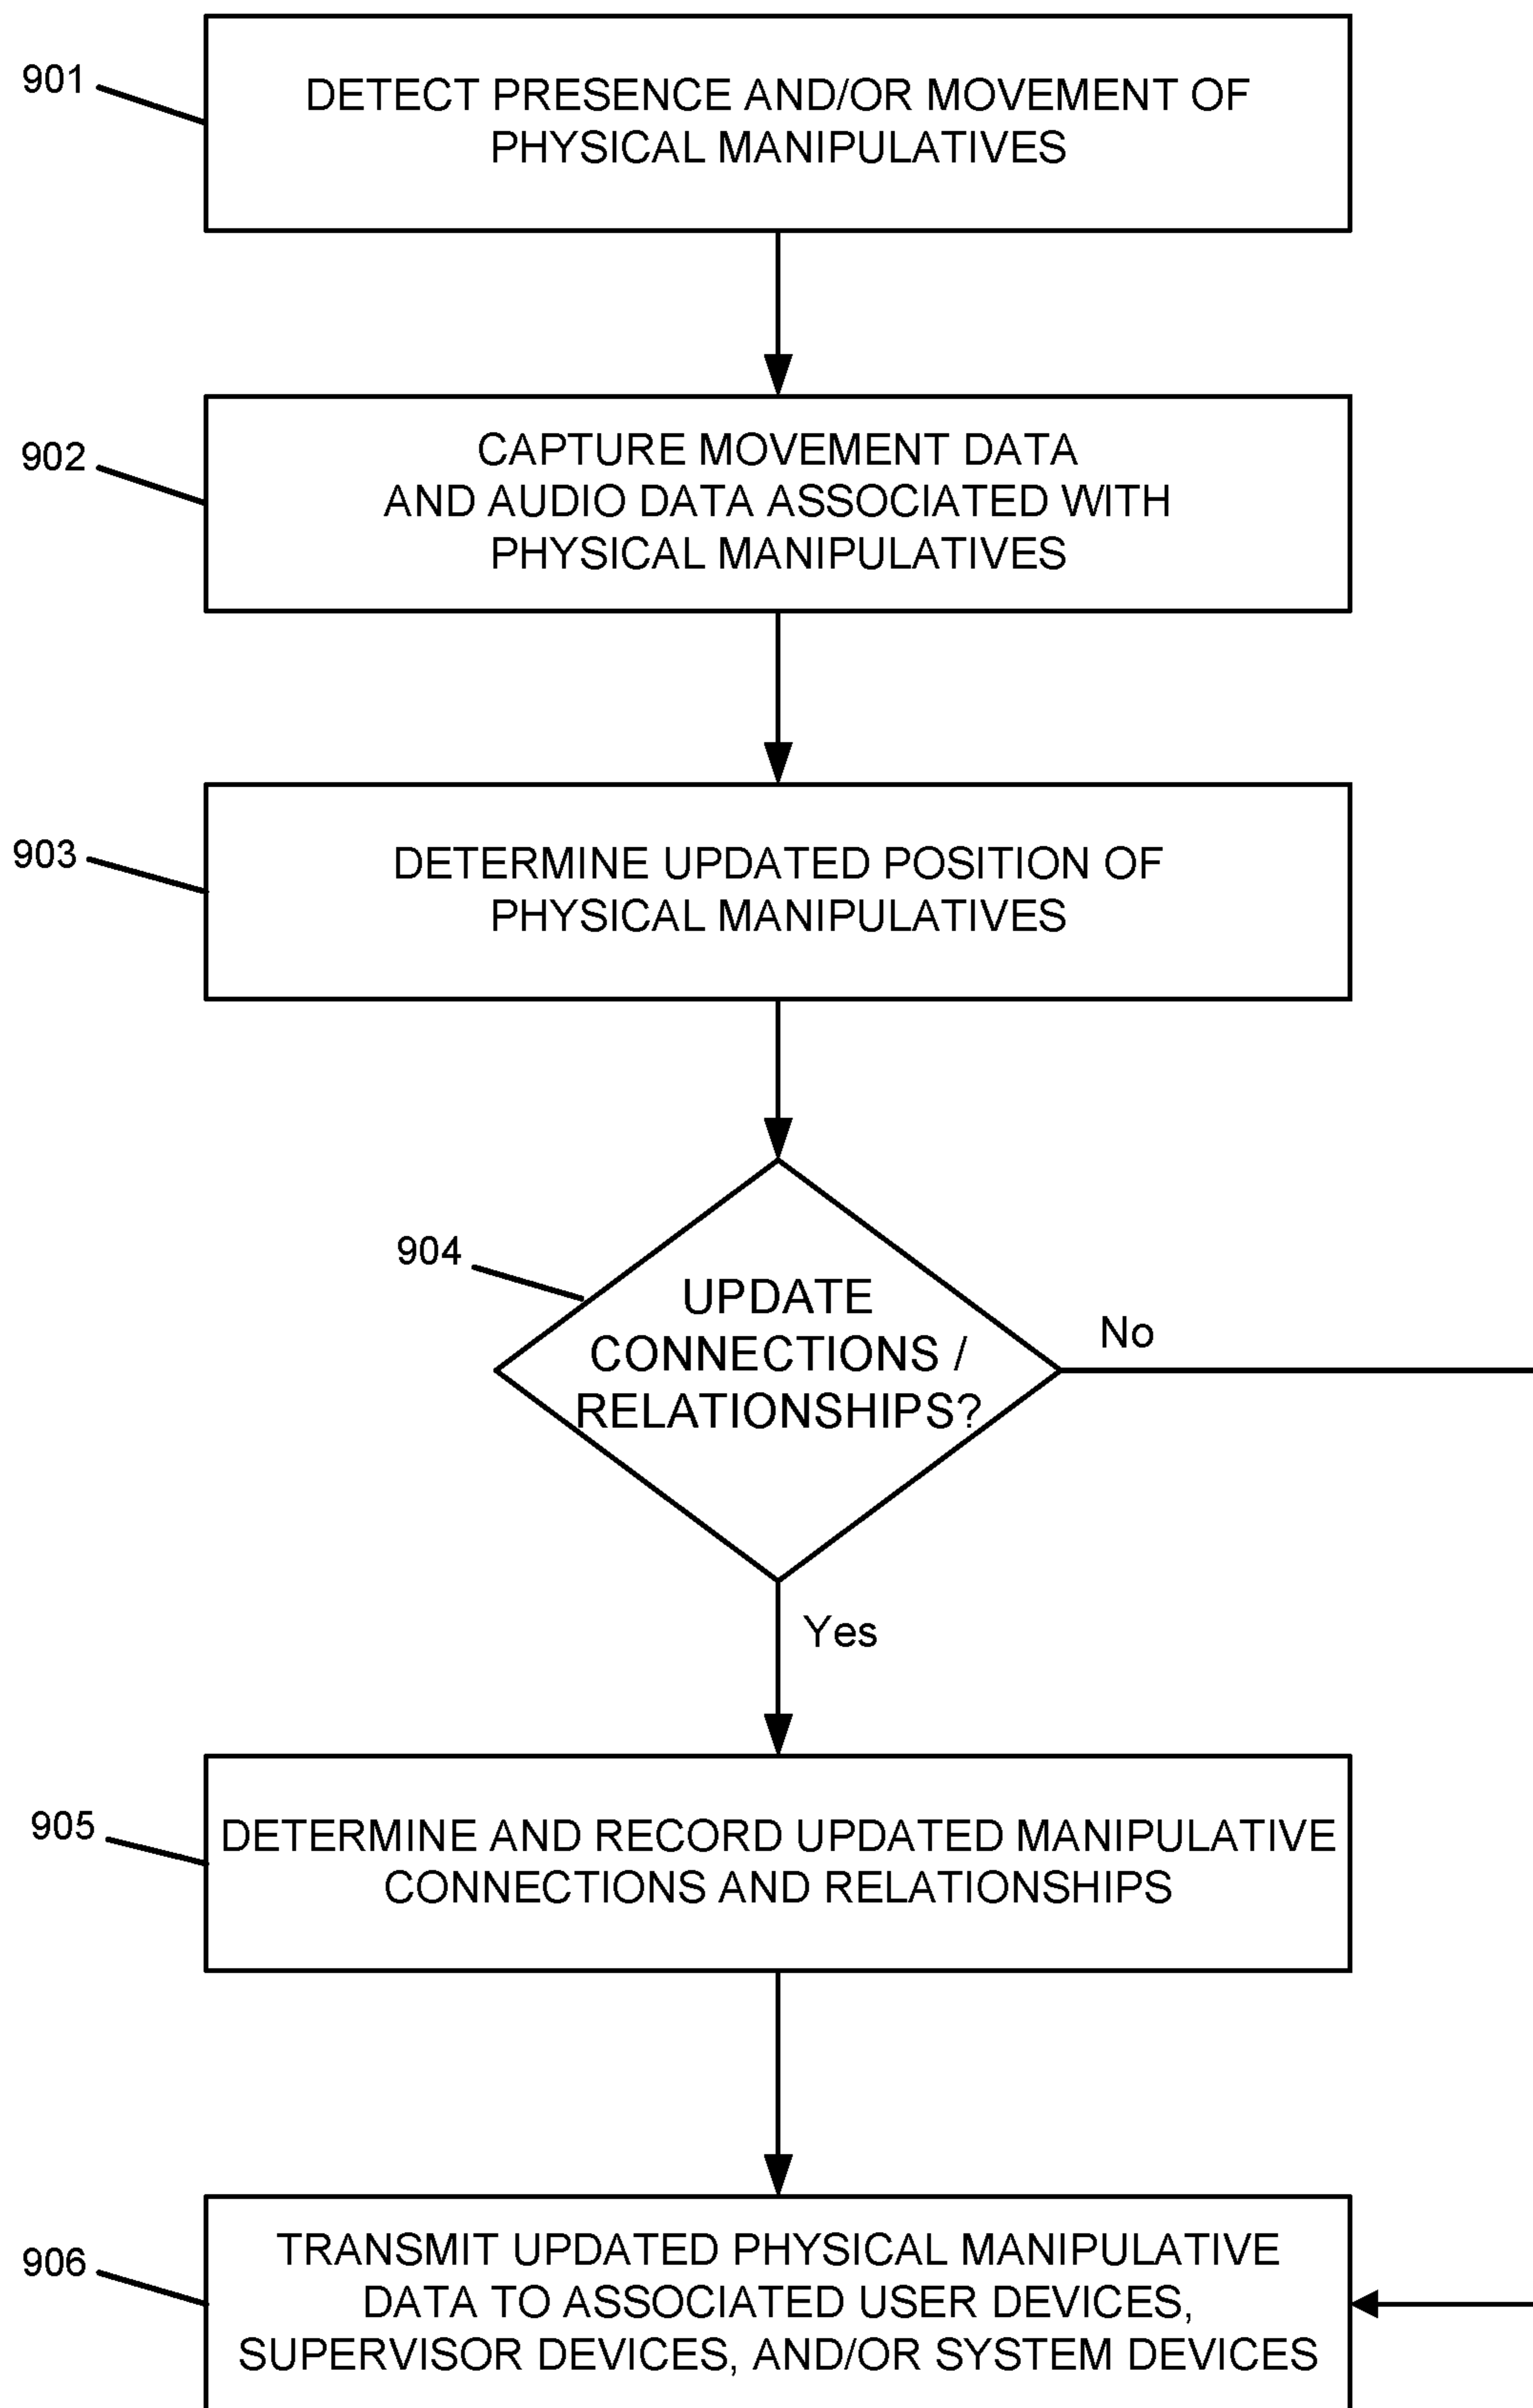 901
DETECT PRESENCE AND/OR MOVEMENT OF
PHYSICAL MANIPULATIVES
902
CAPTURE MOVEMENT DATA
AND AUDIO DATA ASSOCIATED WITH
PHYSICAL MANIPULATIVES
903
DETERMINE UPDATED POSITION OF
PHYSICAL MANIPULATIVES
904
UPDATE
CONNECTIONS /
RELATIONSHIPS?
No
Yes
905
DETERMINE AND RECORD UPDATED MANIPULATIVE
CONNECTIONS AND RELATIONSHIPS
906
TRANSMIT UPDATED PHYSICAL MANIPULATIVE
DATA TO ASSOCIATED USER DEVICES,
SUPERVISOR DEVICES, AND/OR SYSTEM DEVICES